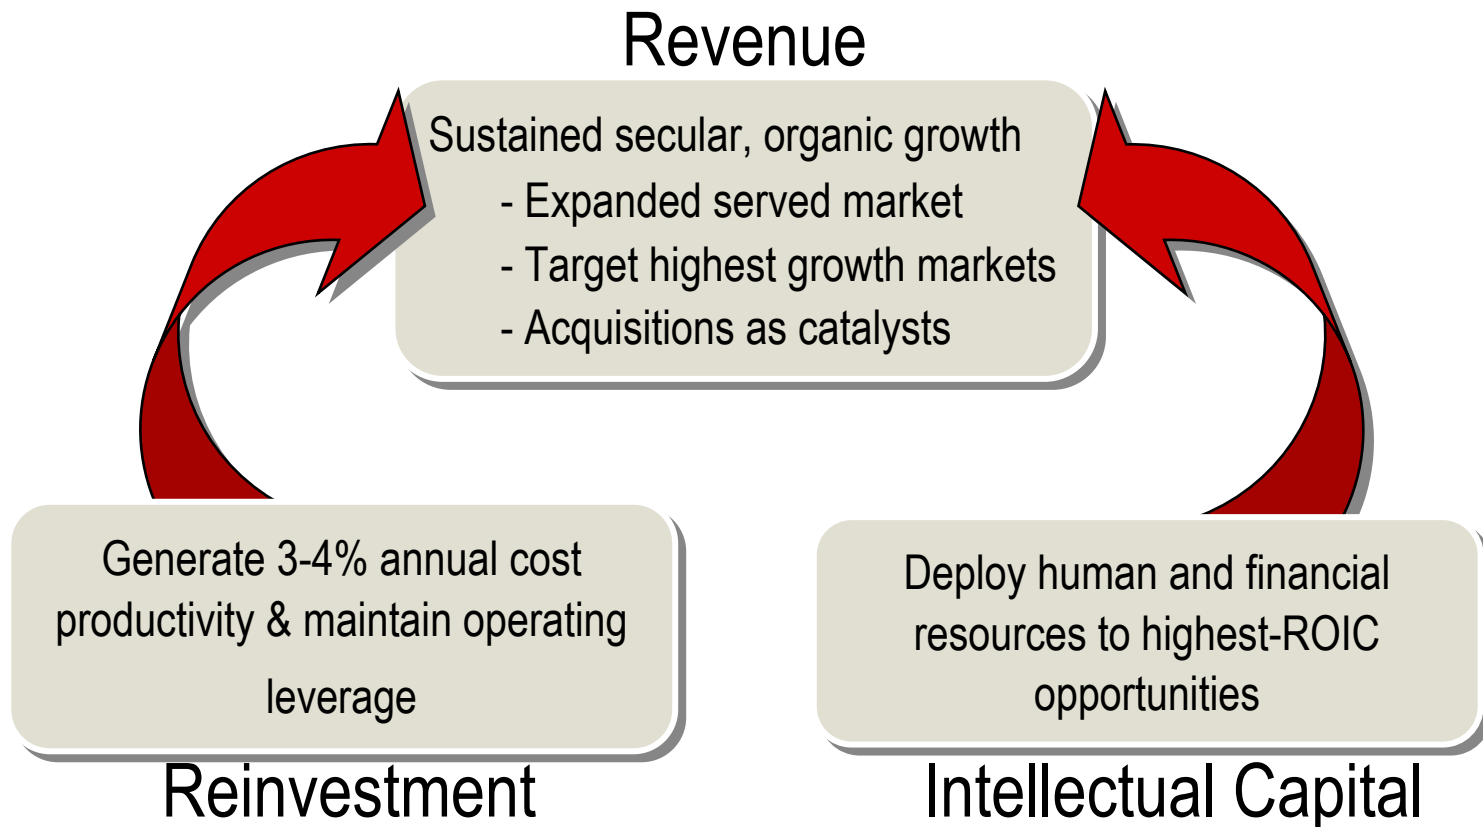 Revenue
Sustained secular, organic growth
- Expanded served market
- Target highest growth markets
- Acquisitions as catalysts
Generate 3-4% annual cost
productivity & maintain operating
leverage
Reinvestment
Deploy human and financial
resources to highest-ROIC
opportunities
Intellectual Capital